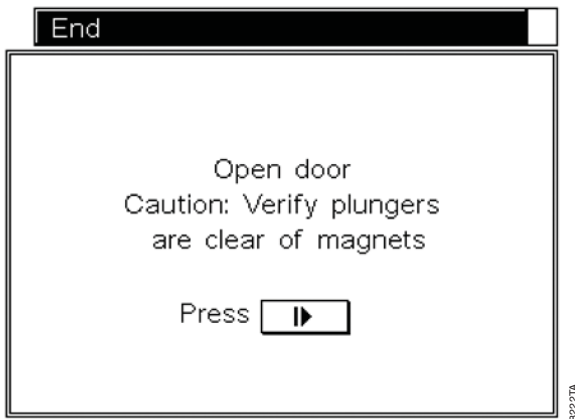 End
Open door
Caution: Verify plungers
are clear of magnets
Press